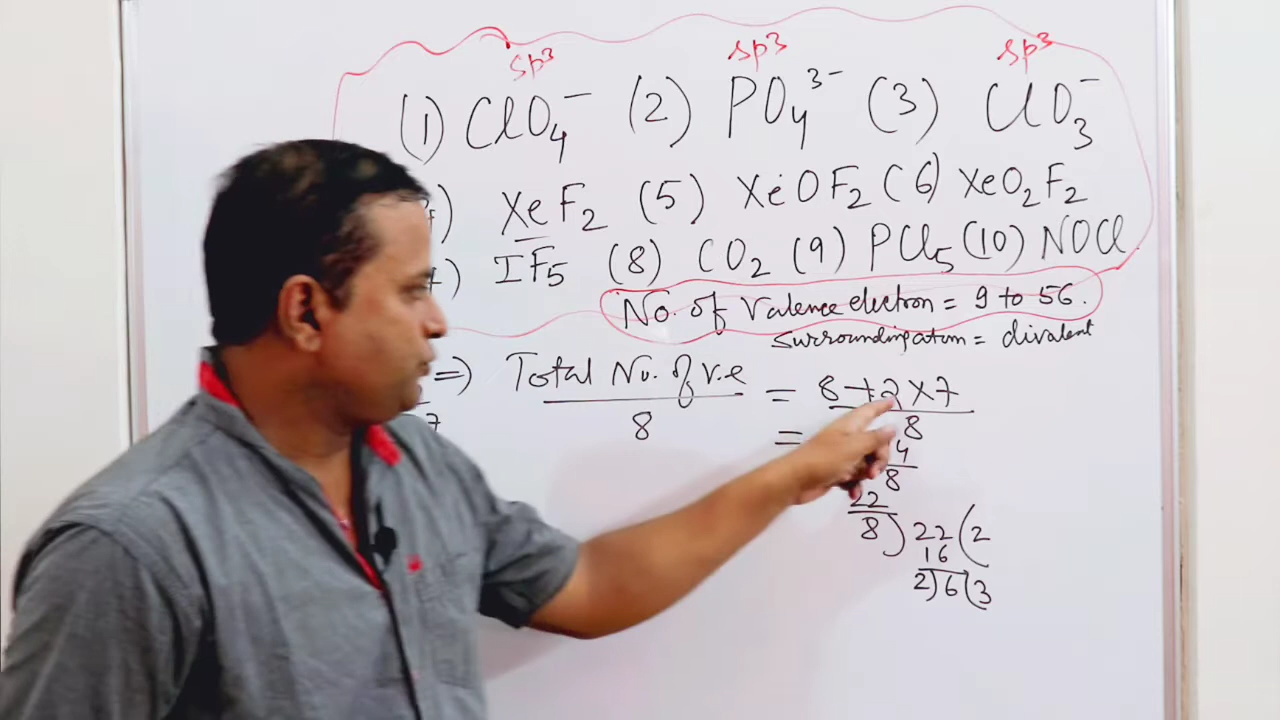 sp³ sp³ sp³
(1) ClO₄⁻ (2) PO₄³⁻ (3) ClO₃⁻
) XeF₂ (5) XeOF₂ (6) XeO₂F₂
) IF₅ (8) CO₂ (9) PCl₅ (10) NOCl
No. of Valence electron = 9 to 56.
surrounding atom = divalent
=) Total No. of v.e / 8 = 8+2×7 / 8
= 4 / 8
22 / 8) 22 (2
16
2) 6 (3